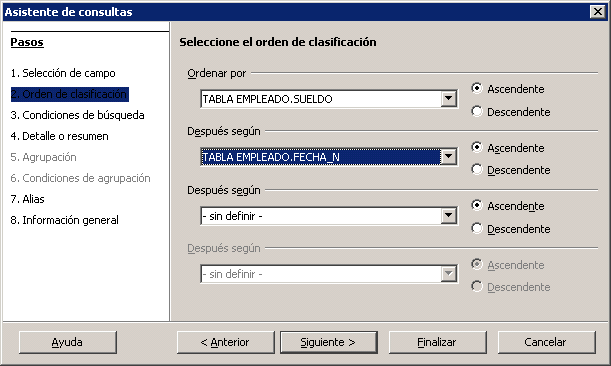 Asistente de consultas
Pasos
1. Selección de campo
2. Orden de clasificación
3. Condiciones de búsqueda
4. Detalle o resumen
5. Agrupación
6. Condiciones de agrupación
7. Alias
8. Información general
Seleccione el orden de clasificación
Ordenar por
TABLA EMPLEADO.SUELDO
Ascendente
Descendente
Después según
TABLA EMPLEADO.FECHA_N
Ascendente
Descendente
Después según
- sin definir -
Ascendente
Descendente
Después según
- sin definir -
Ascendente
Descendente
Ayuda
< Anterior
Siguiente >
Finalizar
Cancelar